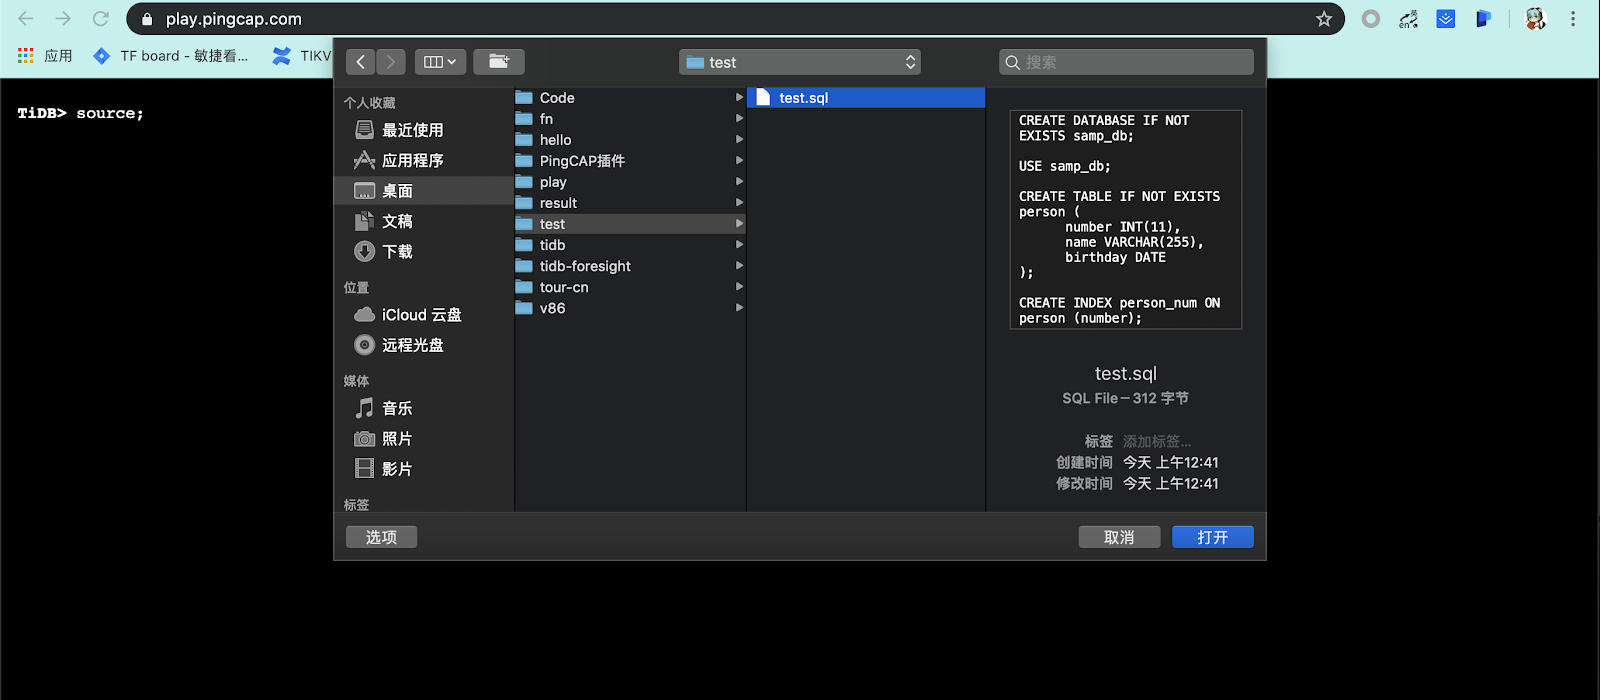 play.pingcap.com
应用
TF board - 敏捷看...
TIKV
TiDB> source;
test
搜索
个人收藏
最近使用
应用程序
桌面
文稿
下载
位置
iCloud 云盘
远程光盘
媒体
音乐
照片
影片
标签
Code
fn
hello
PingCAP插件
play
result
test
tidb
tidb-foresight
tour-cn
v86
test.sql
CREATE DATABASE IF NOT
EXISTS samp_db;
USE samp_db;
CREATE TABLE IF NOT EXISTS
person (
number INT(11),
name VARCHAR(255),
birthday DATE
);
CREATE INDEX person_num ON
person (number);
test.sql
SQL File — 312 字节
标签 添加标签...
创建时间 今天 上午12:41
修改时间 今天 上午12:41
选项
取消
打开